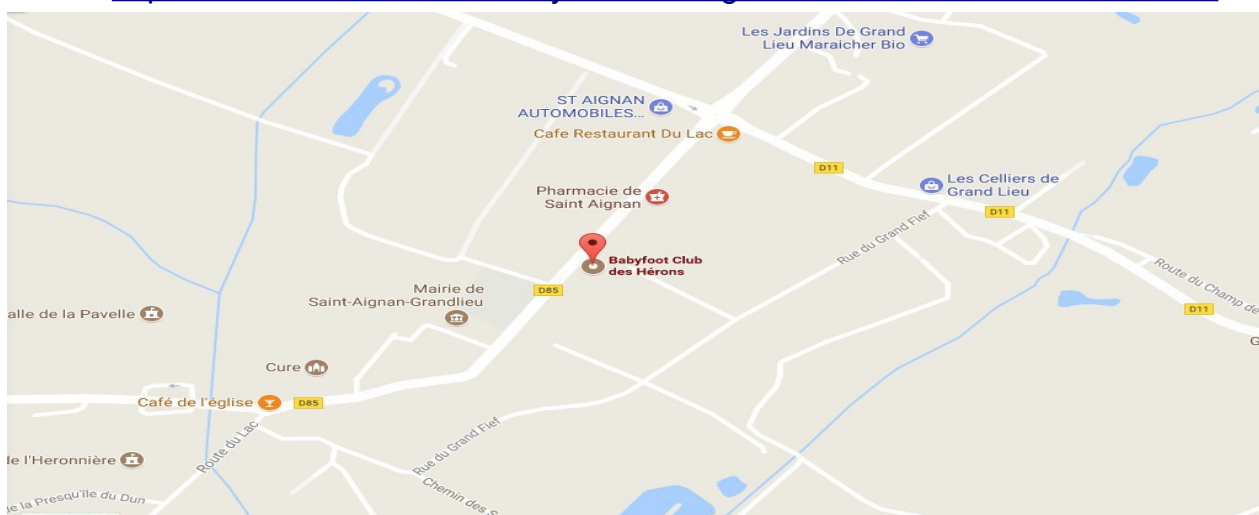 Les Jardins De Grand
Lieu Maraicher Bio
ST AIGNAN
AUTOMOBILES...
Cafe Restaurant Du Lac
D11
Les Celliers de
Grand Lieu
Pharmacie de
Saint Aignan
D11
Rue du Grand Fief
Babyfoot Club
des Hérons
Route du Champ de
Mairie de
Saint-Aignan-Grandlieu
D85
D11
alle de la Pavelle
G
Cure
Café de l'église
D85
Route du Lac
Rue du Grand Fief
de l'Heronnière
Chemin des S
de la Presqu'île du Dun